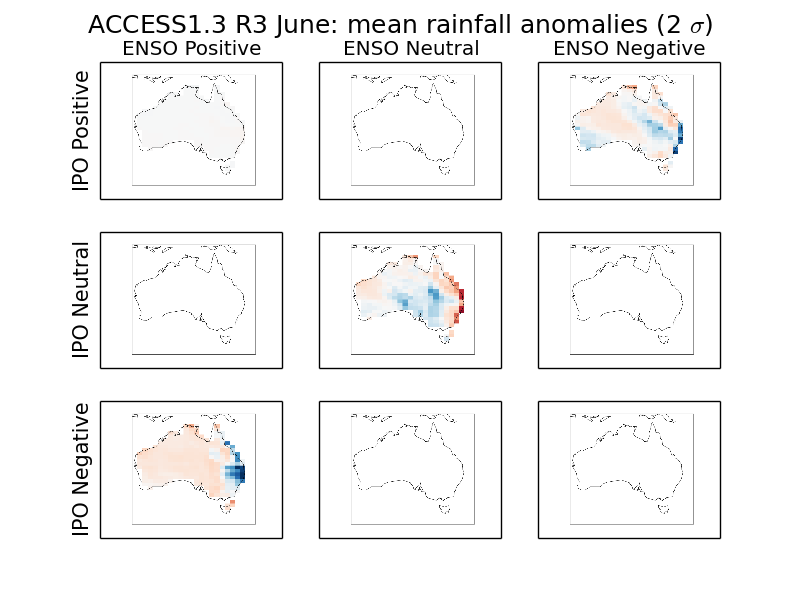 ACCESS1.3 R3 June: mean rainfall anomalies (2 σ)
ENSO Positive
ENSO Neutral
ENSO Negative
IPO Positive
IPO Neutral
IPO Negative